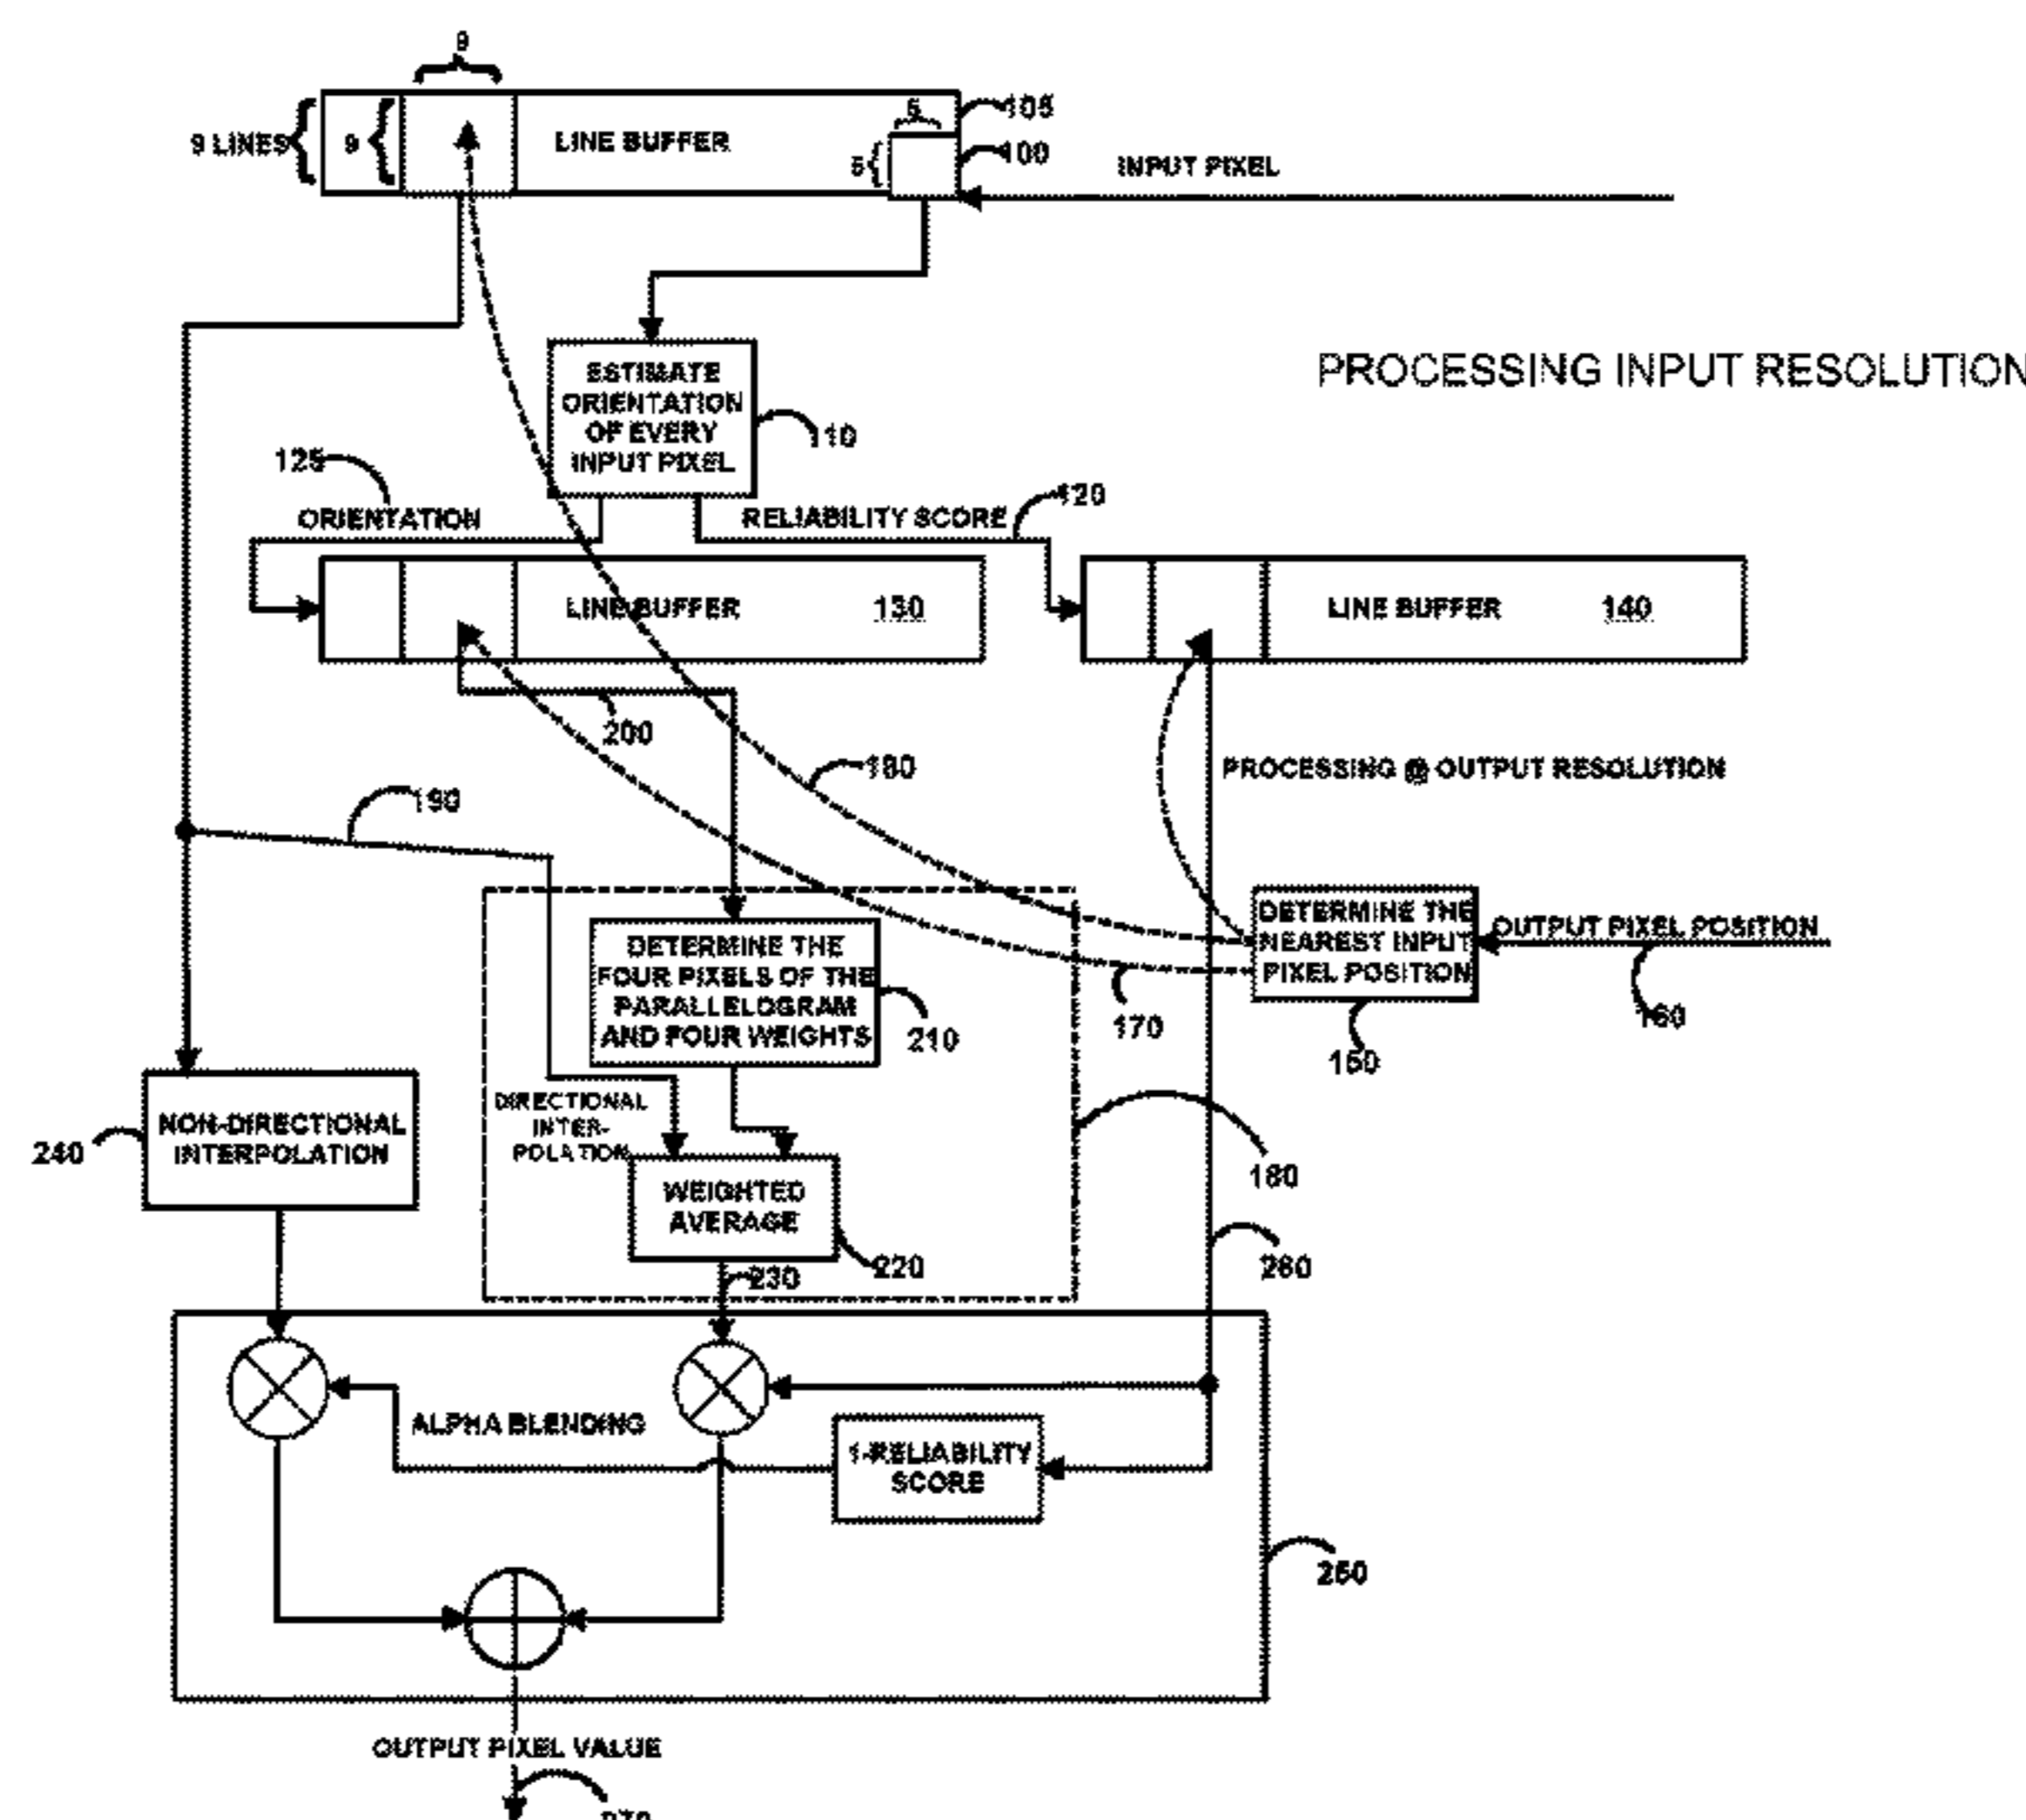 9
9 LINES
9
LINE BUFFER
5
5
105
100
INPUT PIXEL
ESTIMATE
ORIENTATION
OF EVERY
INPUT PIXEL
110
PROCESSING INPUT RESOLUTION
125
ORIENTATION
RELIABILITY SCORE
120
LINE BUFFER
130
LINE BUFFER
140
200
180
PROCESSING @ OUTPUT RESOLUTION
190
DETERMINE THE
NEAREST INPUT
PIXEL POSITION
OUTPUT PIXEL POSITION
DETERMINE THE
FOUR PIXELS OF THE
PARALLELOGRAM
AND FOUR WEIGHTS
210
170
150
160
NON-DIRECTIONAL
INTERPOLATION
240
DIRECTIONAL
INTER-
POLATION
180
WEIGHTED
AVERAGE
220
230
260
ALPHA BLENDING
1-RELIABILITY
SCORE
250
OUTPUT PIXEL VALUE